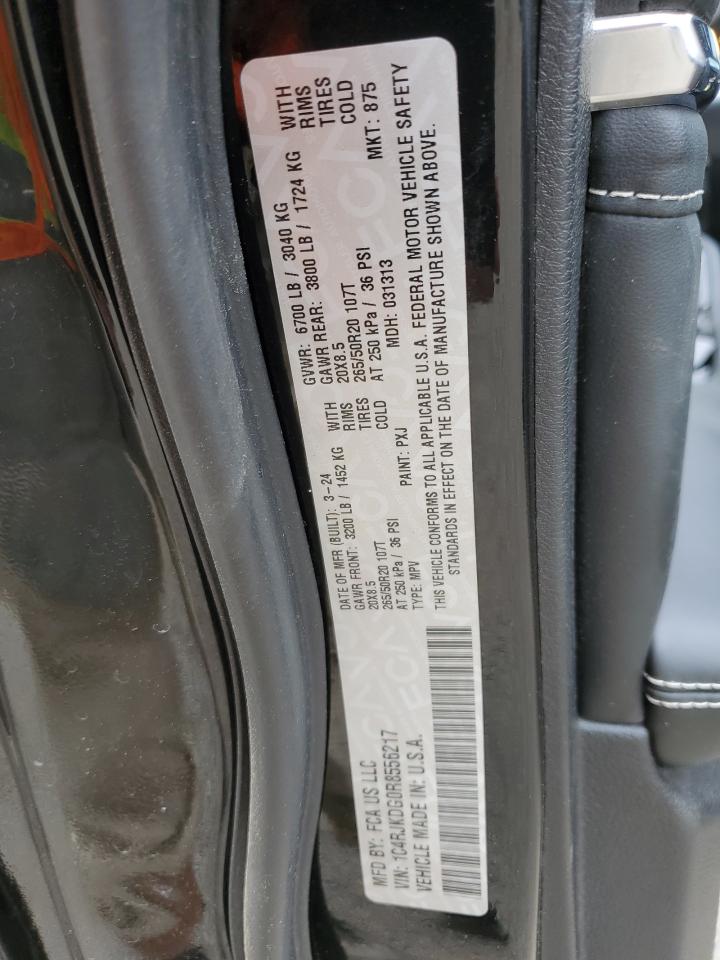 MFD BY: FCA US LLC
DATE OF MFR (BUILT): 3-24 GVWR: 6700 LB / 3040 KG
GAWR FRONT: 3200 LB / 1452 KG WITH GAWR REAR: 3800 LB / 1724 KG WITH
20X8.5 RIMS 20X8.5 RIMS
265/50R20 107T TIRES 265/50R20 107T TIRES
AT 250 kPa / 36 PSI COLD AT 250 kPa / 36 PSI COLD
VIN: 1C4RJKDG0R8556217 TYPE: MPV PAINT: PXJ MDH: 031313 MKT: 875
VEHICLE MADE IN: U.S.A.
THIS VEHICLE CONFORMS TO ALL APPLICABLE U.S.A. FEDERAL MOTOR VEHICLE SAFETY
STANDARDS IN EFFECT ON THE DATE OF MANUFACTURE SHOWN ABOVE.